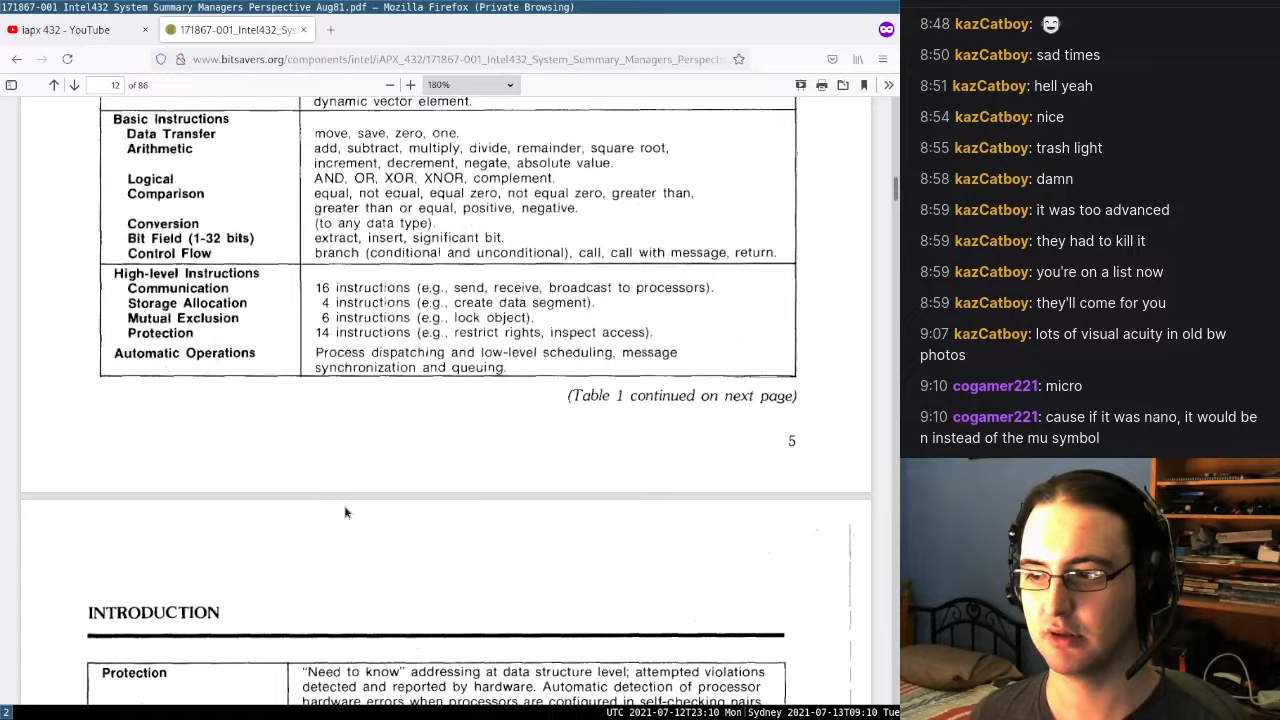 171867-001 Intel432 System Summary Managers Perspective Aug81.pdf — Mozilla Firefox (Private Browsing)
iapx 432 - YouTube
171867-001_Intel432_Sys
www.bitsavers.org/components/intel/iAPX_432/171867-001_Intel432_System_Summary_Managers_Perspect
12 of 86
180%
dynamic vector element.
Basic Instructions
Data Transfer move, save, zero, one.
Arithmetic add, subtract, multiply, divide, remainder, square root,
increment, decrement, negate, absolute value.
Logical AND, OR, XOR, XNOR, complement.
Comparison equal, not equal, equal zero, not equal zero, greater than,
greater than or equal, positive, negative.
Conversion (to any data type).
Bit Field (1-32 bits) extract, insert, significant bit.
Control Flow branch (conditional and unconditional), call, call with message, return.
High-level Instructions
Communication 16 instructions (e.g., send, receive, broadcast to processors).
Storage Allocation 4 instructions (e.g., create data segment).
Mutual Exclusion 6 instructions (e.g., lock object).
Protection 14 instructions (e.g., restrict rights, inspect access).
Automatic Operations Process dispatching and low-level scheduling, message
synchronization and queuing.
(Table 1 continued on next page)
5
INTRODUCTION
Protection "Need to know" addressing at data structure level; attempted violations
detected and reported by hardware. Automatic detection of processor
hardware errors when processors are configured in self-checking pairs
2
UTC 2021-07-12T23:10 Mon|Sydney 2021-07-13T09:10 Tue
8:48 kazCatboy:
8:50 kazCatboy: sad times
8:51 kazCatboy: hell yeah
8:54 kazCatboy: nice
8:55 kazCatboy: trash light
8:58 kazCatboy: damn
8:59 kazCatboy: it was too advanced
8:59 kazCatboy: they had to kill it
8:59 kazCatboy: you're on a list now
8:59 kazCatboy: they'll come for you
9:07 kazCatboy: lots of visual acuity in old bw
photos
9:10 cogamer221: micro
9:10 cogamer221: cause if it was nano, it would be
n instead of the mu symbol